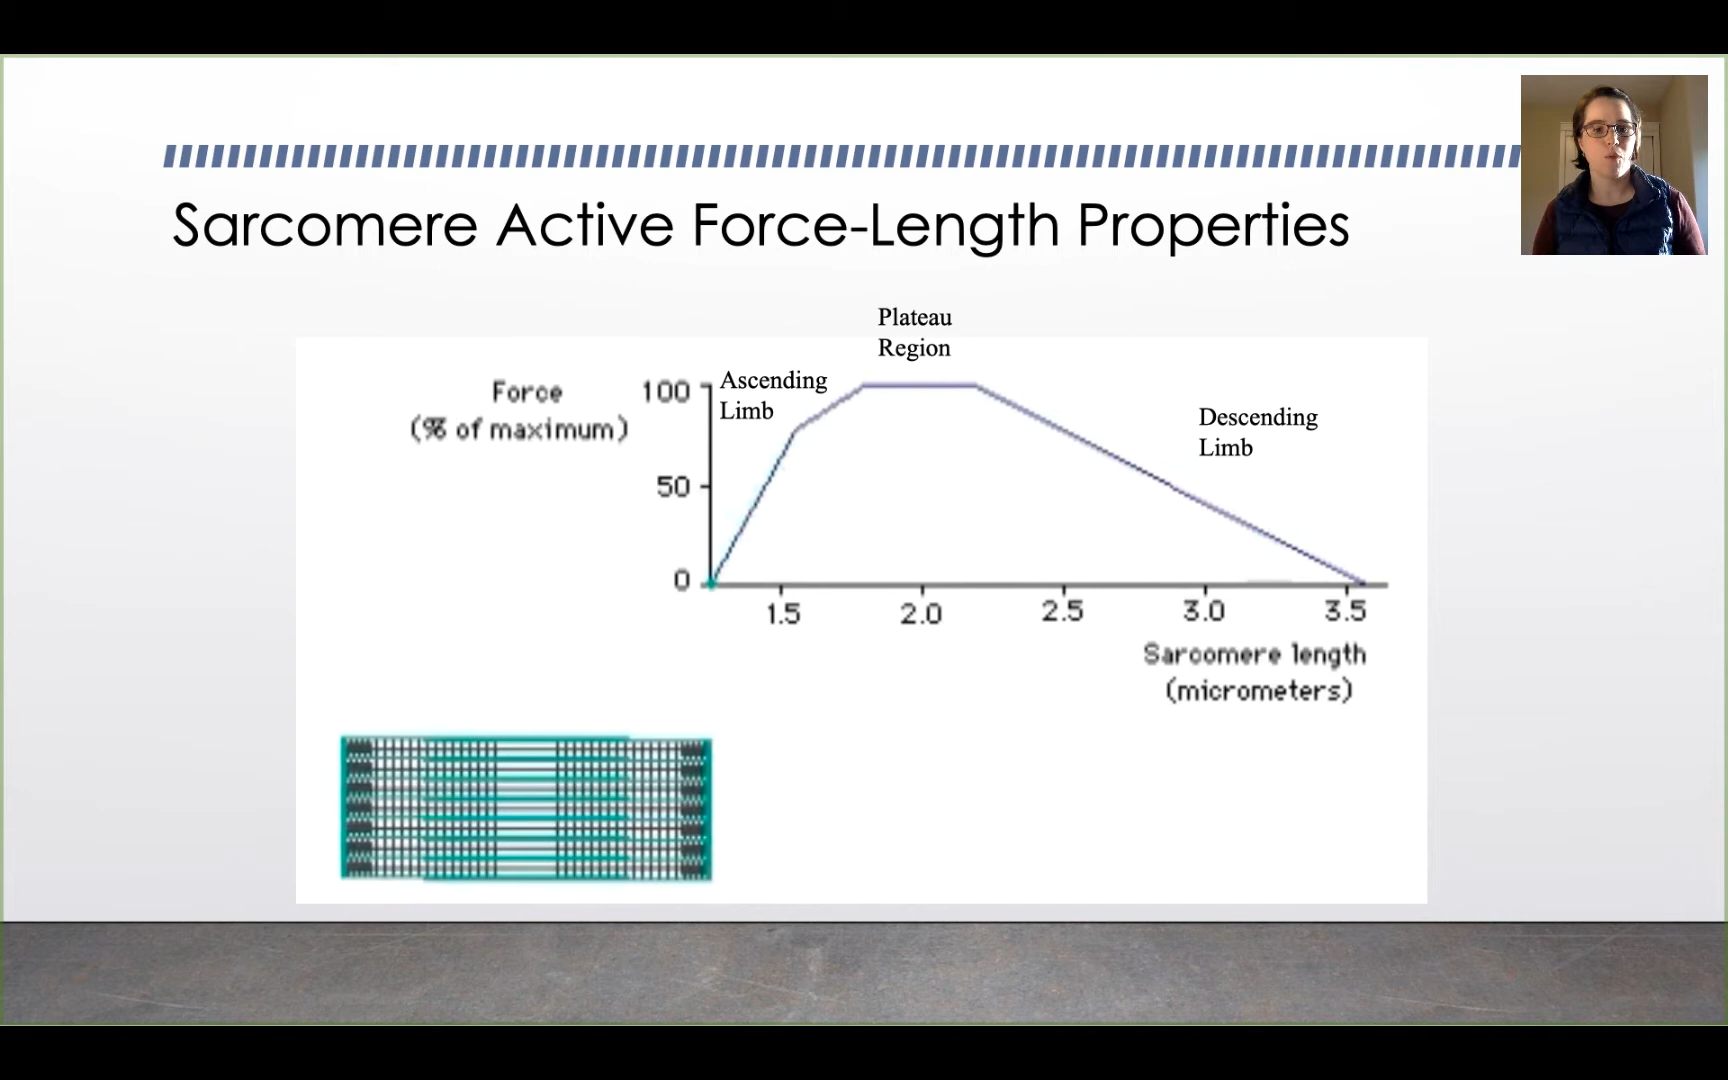 Sarcomere Active Force-Length Properties
Plateau
Region
Force
(% of maximum)
100
Ascending
Limb
Descending
Limb
50
0
1.5
2.0
2.5
3.0
3.5
Sarcomere length
(micrometers)